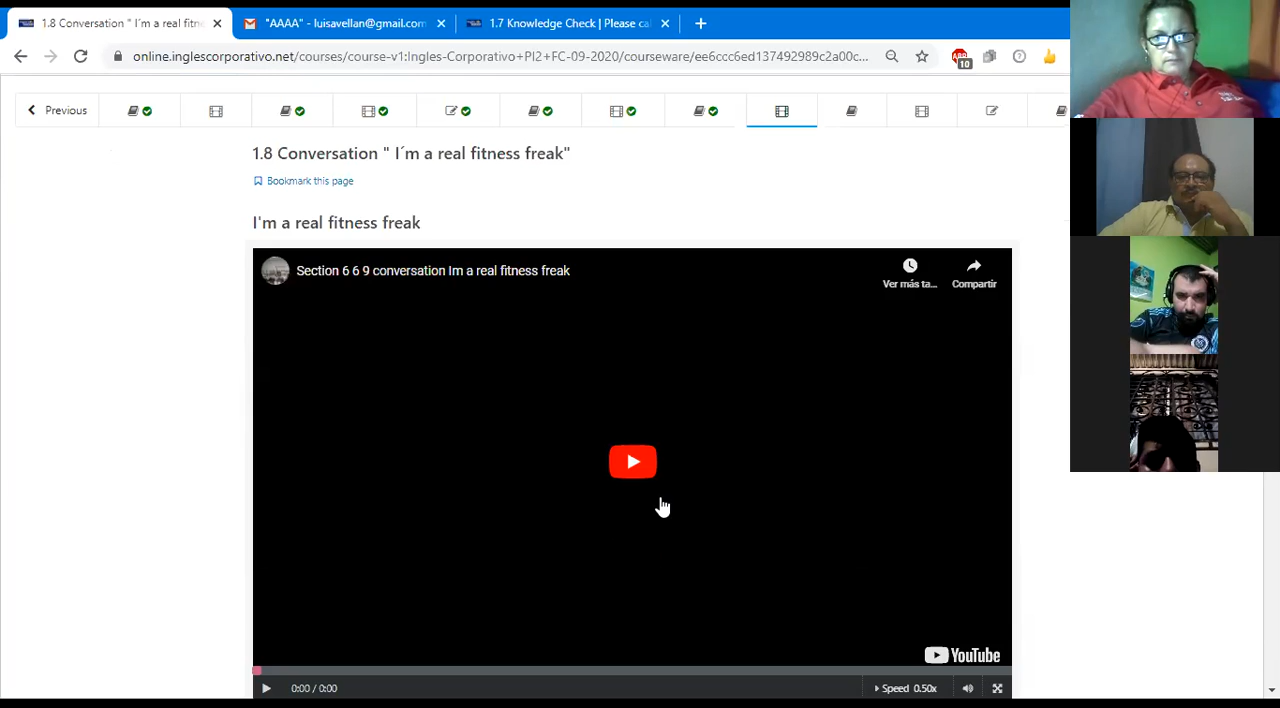 1.8 Conversation " I´m a real fitn
"AAAA" - luisavellan@gmail.com
1.7 Knowledge Check | Please ca
online.inglescorporativo.net/courses/course-v1:Ingles-Corporativo+PI2+FC-09-2020/courseware/ee6ccc6ed137492989c2a00c...
10
Previous
1.8 Conversation " I´m a real fitness freak"
Bookmark this page
I'm a real fitness freak
Section 6 6 9 conversation Im a real fitness freak
Ver más ta...
Compartir
YouTube
0:00 / 0:00
Speed 0.50x